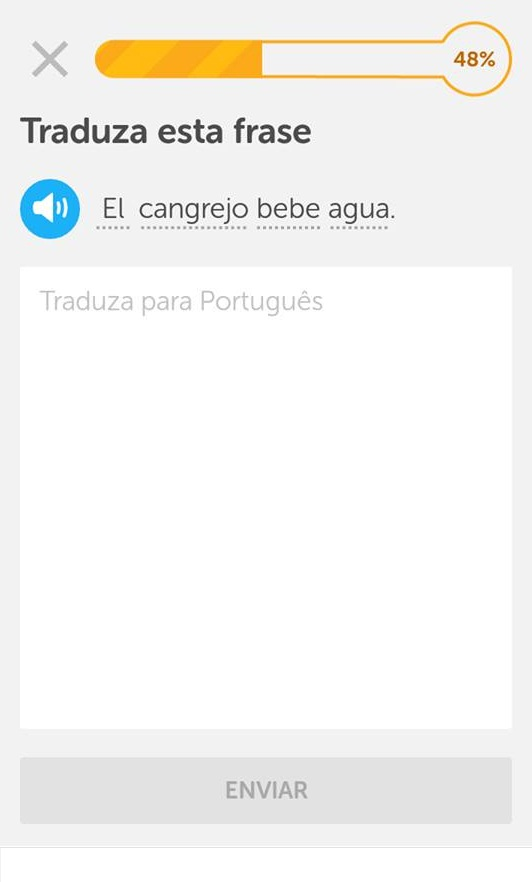 48%
Traduza esta frase
El cangrejo bebe agua.
Traduza para Português
ENVIAR